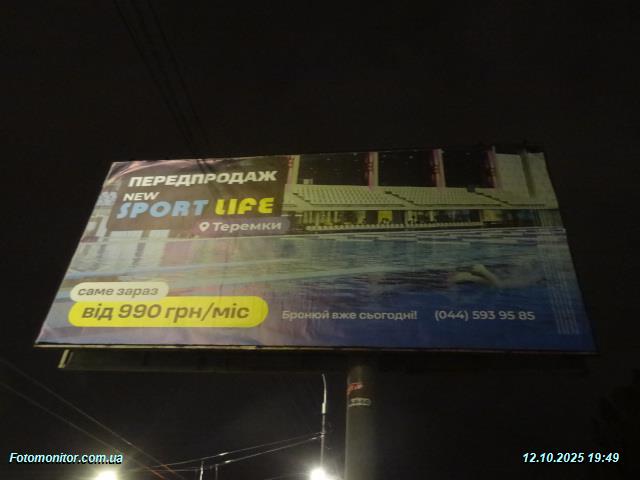 ПЕРЕДПРОДАЖ
NEW
SPORT LIFE
Теремки
саме зараз
від 990 грн/міс
Бронюй вже сьогодні! (044) 593 95 85
Fotomonitor.com.ua
12.10.2025 19:49